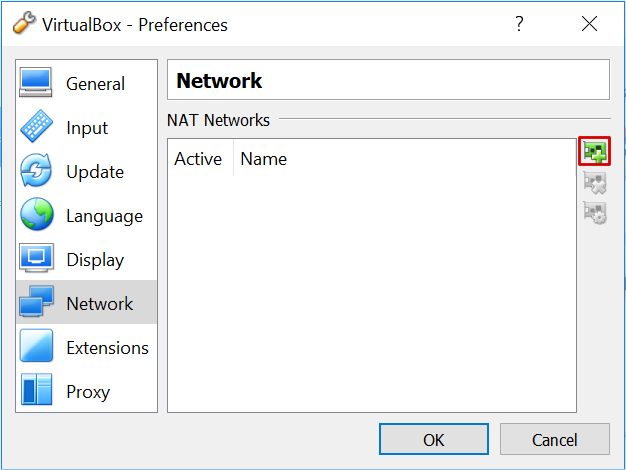 VirtualBox - Preferences ?
General
Input
Update
Language
Display
Network
Extensions
Proxy
Network
NAT Networks
Active Name
OK Cancel